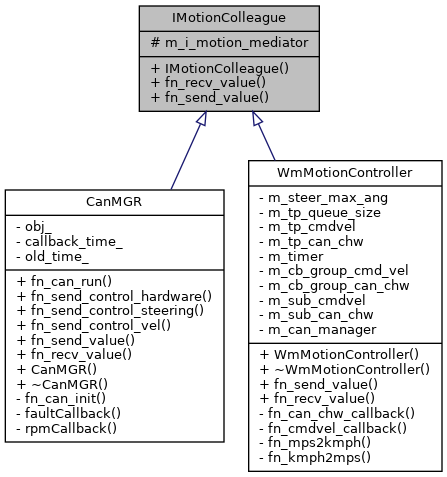 IMotionColleague
# m_i_motion_mediator
+ IMotionColleague()
+ fn_recv_value()
+ fn_send_value()
CanMGR
- obj_
- callback_time_
- old_time_
+ fn_can_run()
+ fn_send_control_hardware()
+ fn_send_control_steering()
+ fn_send_control_vel()
+ fn_send_value()
+ fn_recv_value()
+ CanMGR()
+ ~CanMGR()
- fn_can_init()
- faultCallback()
- rpmCallback()
WmMotionController
- m_steer_max_ang
- m_tp_queue_size
- m_tp_cmdvel
- m_tp_can_chw
- m_timer
- m_cb_group_cmd_vel
- m_cb_group_can_chw
- m_sub_cmdvel
- m_sub_can_chw
- m_can_manager
+ WmMotionController()
+ ~WmMotionController()
+ fn_send_value()
+ fn_recv_value()
- fn_can_chw_callback()
- fn_cmdvel_callback()
- fn_mps2kmph()
- fn_kmph2mps()